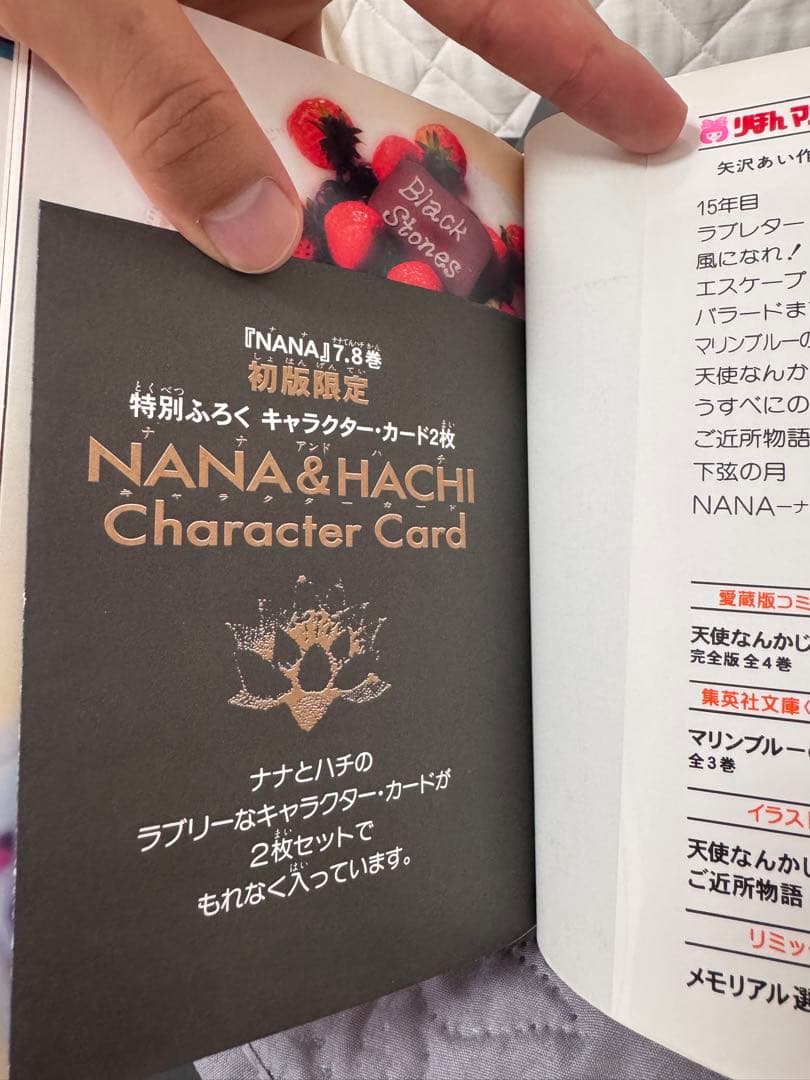 Black
Stones
『NANA』7.8巻
初版限定
特別ふろく キャラクター・カード2枚
NANA&HACHI
Character Card
ナナとハチの
ラブリーなキャラクター・カードが
2枚セットで
もれなく入っています。
りぼんマ
矢沢あい作
15年目
ラブレター
風になれ!
エスケープ
バラードま
マリンブルーの
天使なんか
うすべにの
ご近所物語
下弦の月
NANAーナ
愛蔵版コミ
天使なんかじ
完全版 全4巻
集英社文庫〈
マリンブルーの
全3巻
イラスト
天使なんかじ
ご近所物語
リミッ
メモリアル選